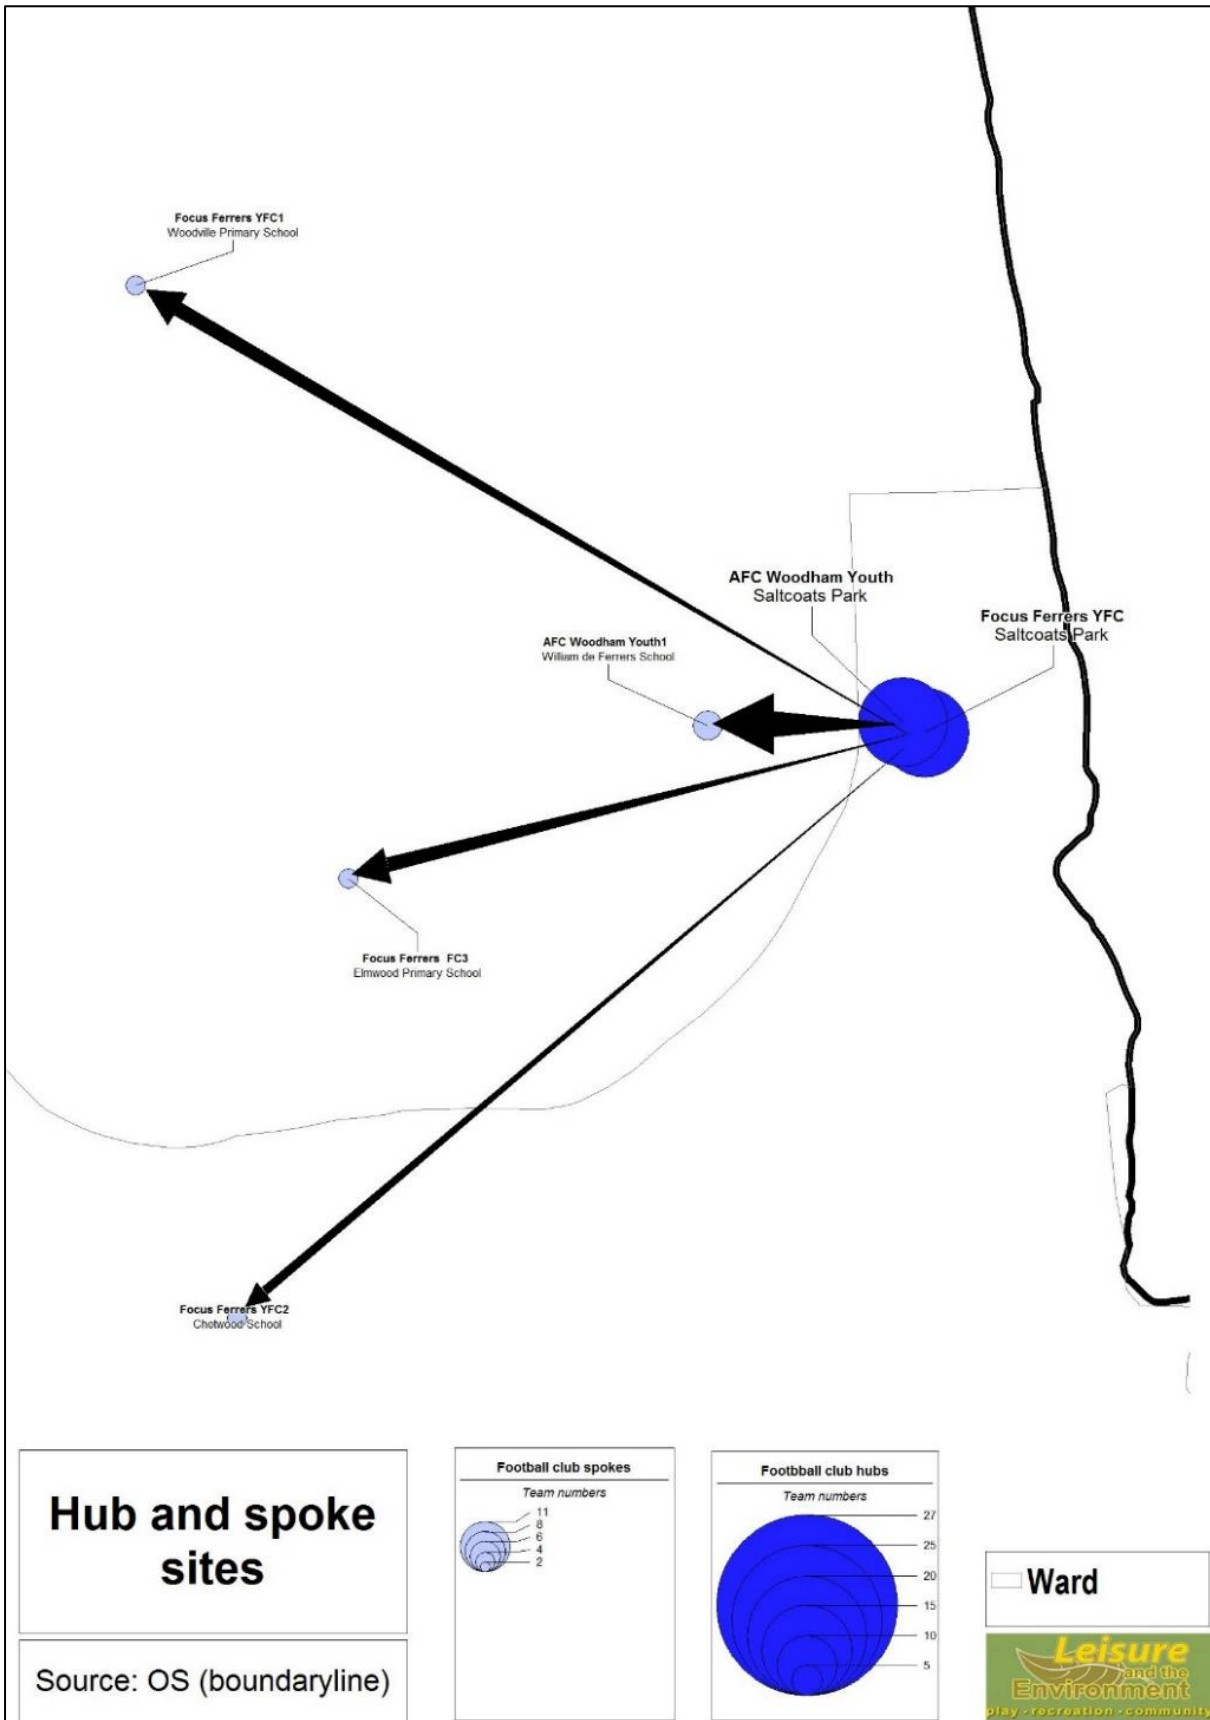 Focus Ferrers YFC1
Woodville Primary School
AFC Woodham Youth
Saltcoats Park
Focus Ferrers YFC
Saltcoats Park
AFC Woodham Youth1
William de Ferrers School
Focus Ferrers FC3
Elmwood Primary School
Focus Ferrers YFC2
Chetwood School
Hub and spoke
sites
Source: OS (boundaryline)
Football club spokes
Team numbers
11
8
6
4
2
Footbball club hubs
Team numbers
27
25
20
15
10
5
Ward
Leisure
and the
Environment
play • recreation • community